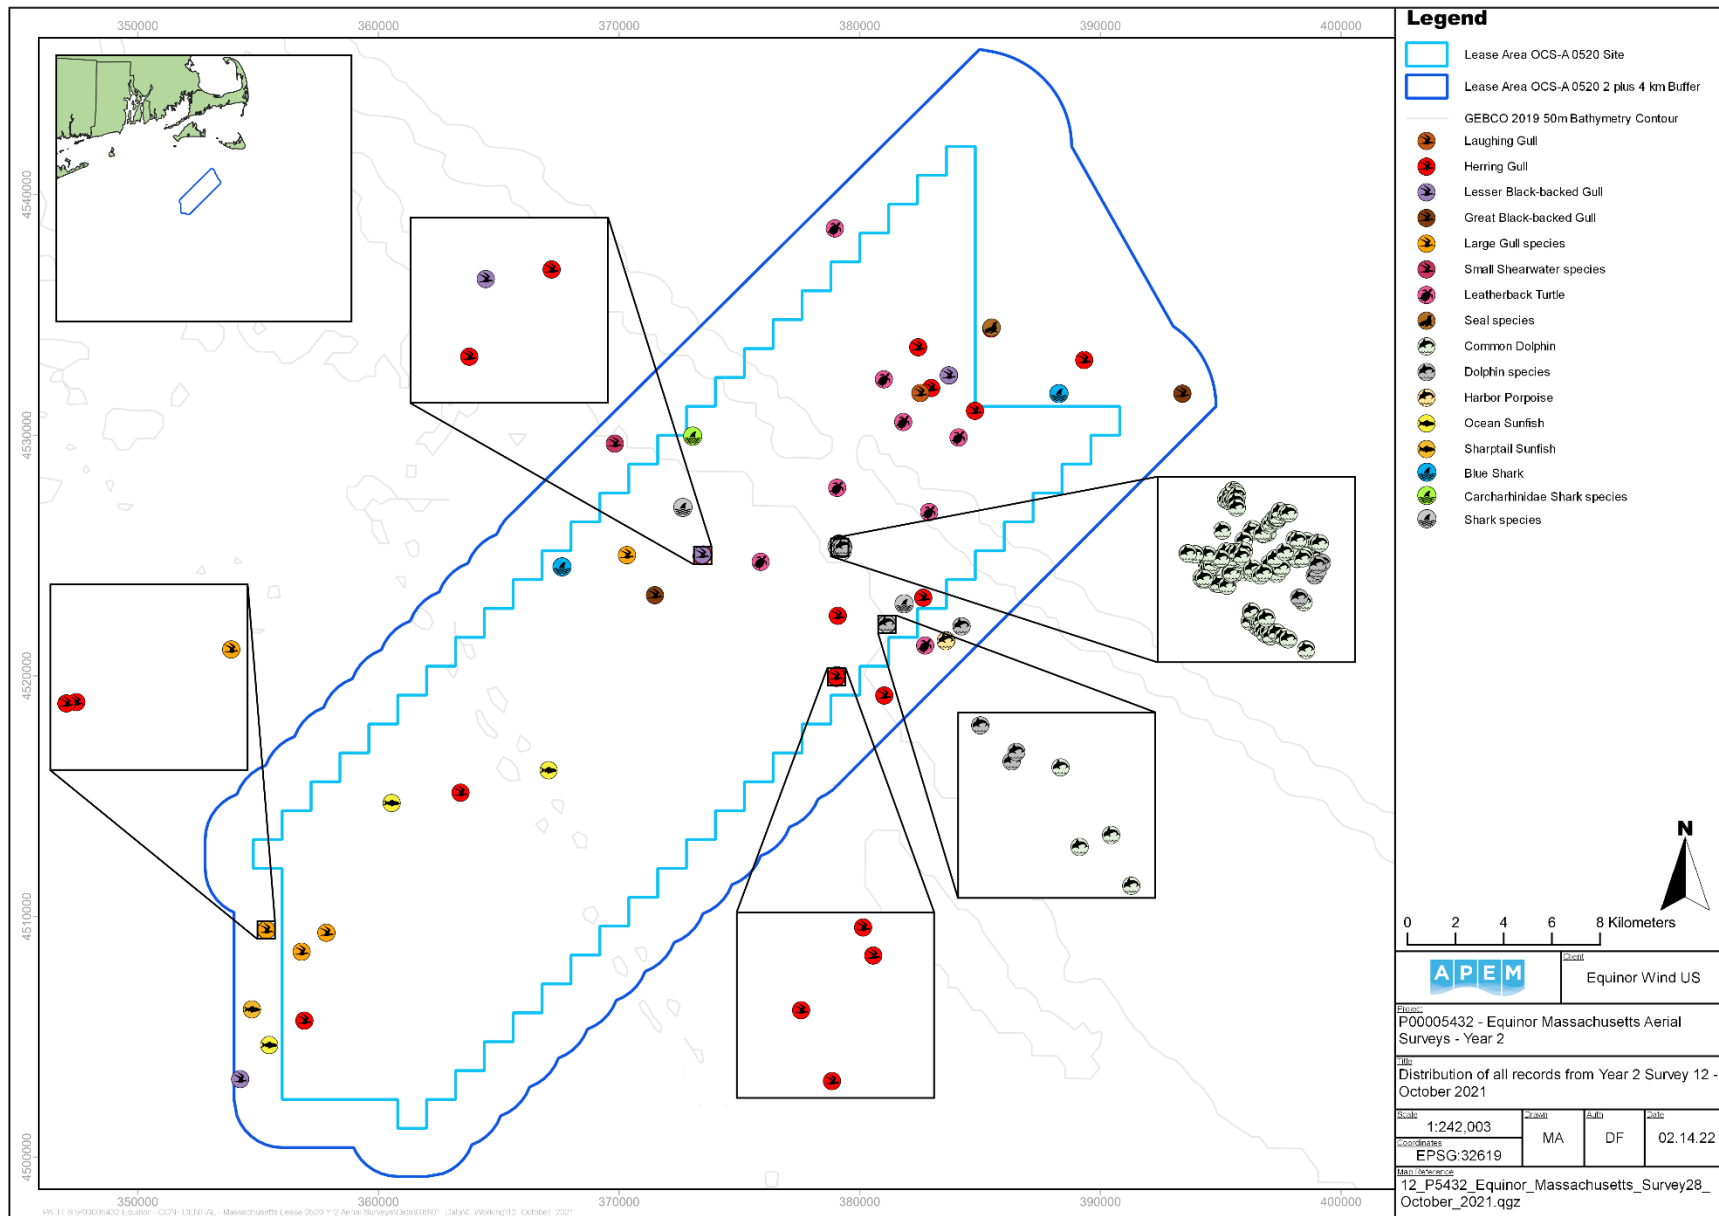 350000 360000 370000 380000 390000 400000
4540000
4530000
4520000
4510000
4500000
350000 360000 370000 380000 390000 400000
Legend
Lease Area OCS-A 0520 Site
Lease Area OCS-A 0520 2 plus 4 km Buffer
GEBCO 2019 50m Bathymetry Contour
Laughing Gull
Herring Gull
Lesser Black-backed Gull
Great Black-backed Gull
Large Gull species
Small Shearwater species
Leatherback Turtle
Seal species
Common Dolphin
Dolphin species
Harbor Porpoise
Ocean Sunfish
Sharptail Sunfish
Blue Shark
Carcharhinidae Shark species
Shark species
N
0 2 4 6 8 Kilometers
APEM
Client
Equinor Wind US
Project
P00005432 - Equinor Massachusetts Aerial
Surveys - Year 2
Title
Distribution of all records from Year 2 Survey 12 -
October 2021
Scale
1:242,003
Drawn
MA
Auth
DF
Date
02.14.22
Coordinates
EPSG:32619
Map Reference
12_P5432_Equinor_Massachusetts_Survey28_
October_2021.qgz